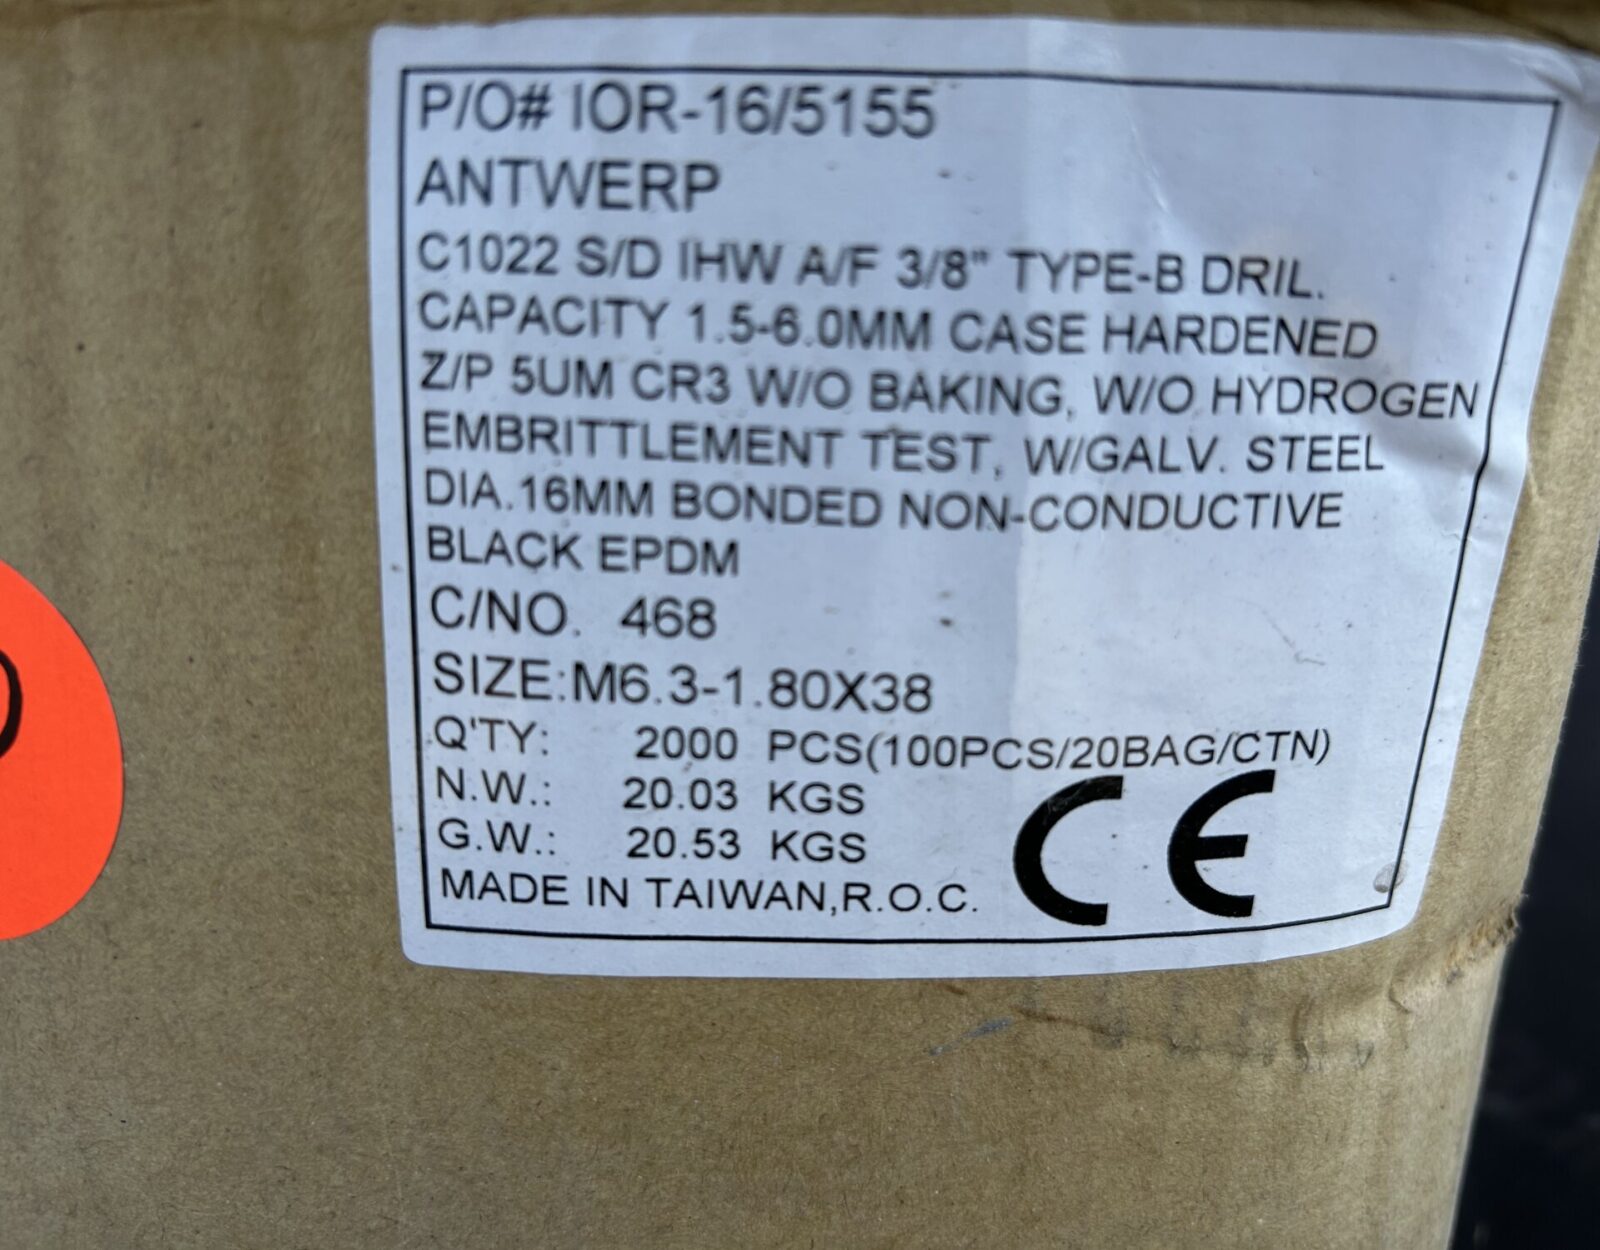 P/O# IOR-16/5155
ANTWERP
C1022 S/D IHW A/F 3/8" TYPE-B DRIL.
CAPACITY 1.5-6.0MM CASE HARDENED
Z/P 5UM CR3 W/O BAKING, W/O HYDROGEN
EMBRITTLEMENT TEST, W/GALV. STEEL
DIA.16MM BONDED NON-CONDUCTIVE
BLACK EPDM
C/NO. 468
SIZE:M6.3-1.80X38
Q'TY: 2000 PCS(100PCS/20BAG/CTN)
N.W.: 20.03 KGS
G.W.: 20.53 KGS
MADE IN TAIWAN,R.O.C.
CE